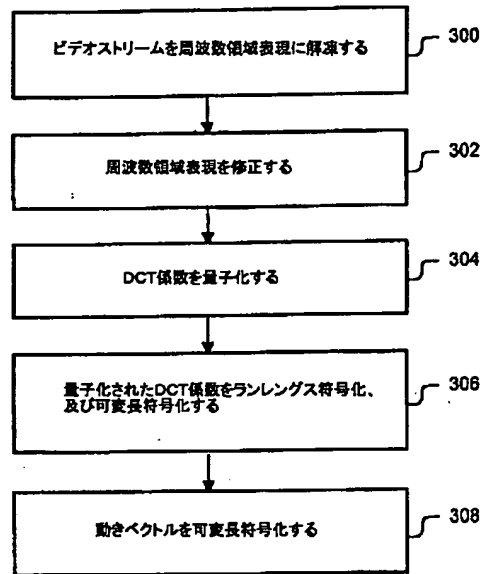 ビデオストリームを周波数領域表現に解凍する
300
周波数領域表現を修正する
302
DCT係数を量子化する
304
量子化されたDCT係数をランレングス符号化、
及び可変長符号化する
306
動きベクトルを可変長符号化する
308